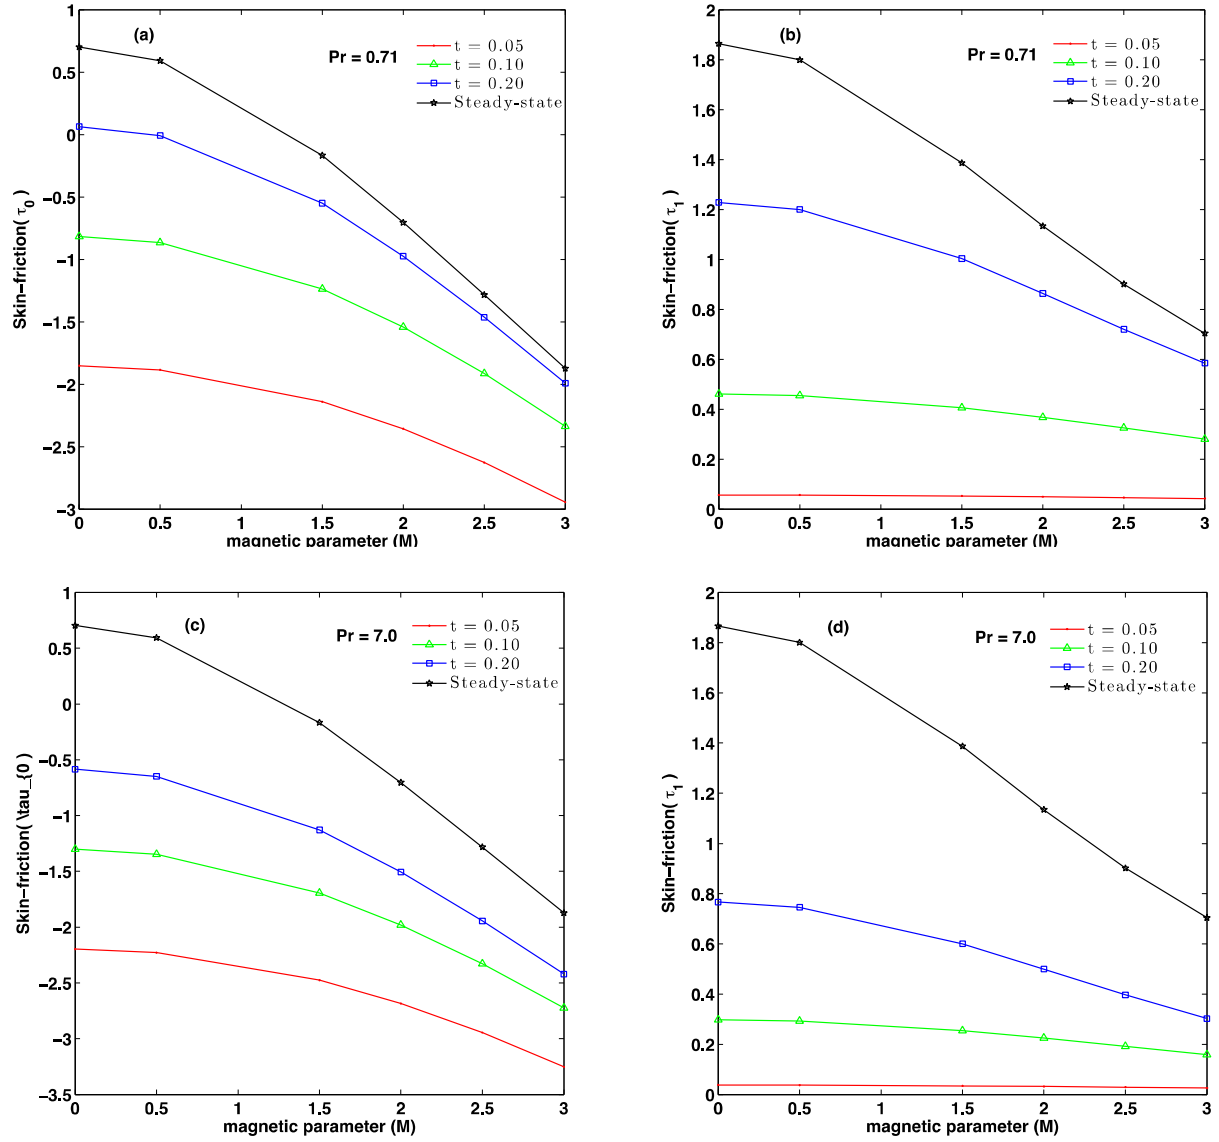 (a)
Pr = 0.71
t = 0.05
t = 0.10
t = 0.20
Steady-state
1
0.5
0
−0.5
−1
−1.5
−2
−2.5
−3
Skin−friction( τ0 )
0 0.5 1 1.5 2 2.5 3
magnetic parameter (M)
(b)
Pr = 0.71
t = 0.05
t = 0.10
t = 0.20
Steady-state
2
1.8
1.6
1.4
1.2
1
0.8
0.6
0.4
0.2
0
Skin−friction( τ1 )
0 0.5 1 1.5 2 2.5 3
magnetic parameter (M)
(c)
Pr = 7.0
t = 0.05
t = 0.10
t = 0.20
Steady-state
1
0.5
0
−0.5
−1
−1.5
−2
−2.5
−3
−3.5
Skin−friction( \tau_{0 )
0 0.5 1 1.5 2 2.5 3
magnetic parameter (M)
(d)
Pr = 7.0
t = 0.05
t = 0.10
t = 0.20
Steady-state
2
1.8
1.6
1.4
1.2
1
0.8
0.6
0.4
0.2
0
Skin−friction( τ1 )
0 0.5 1 1.5 2 2.5 3
magnetic parameter (M)